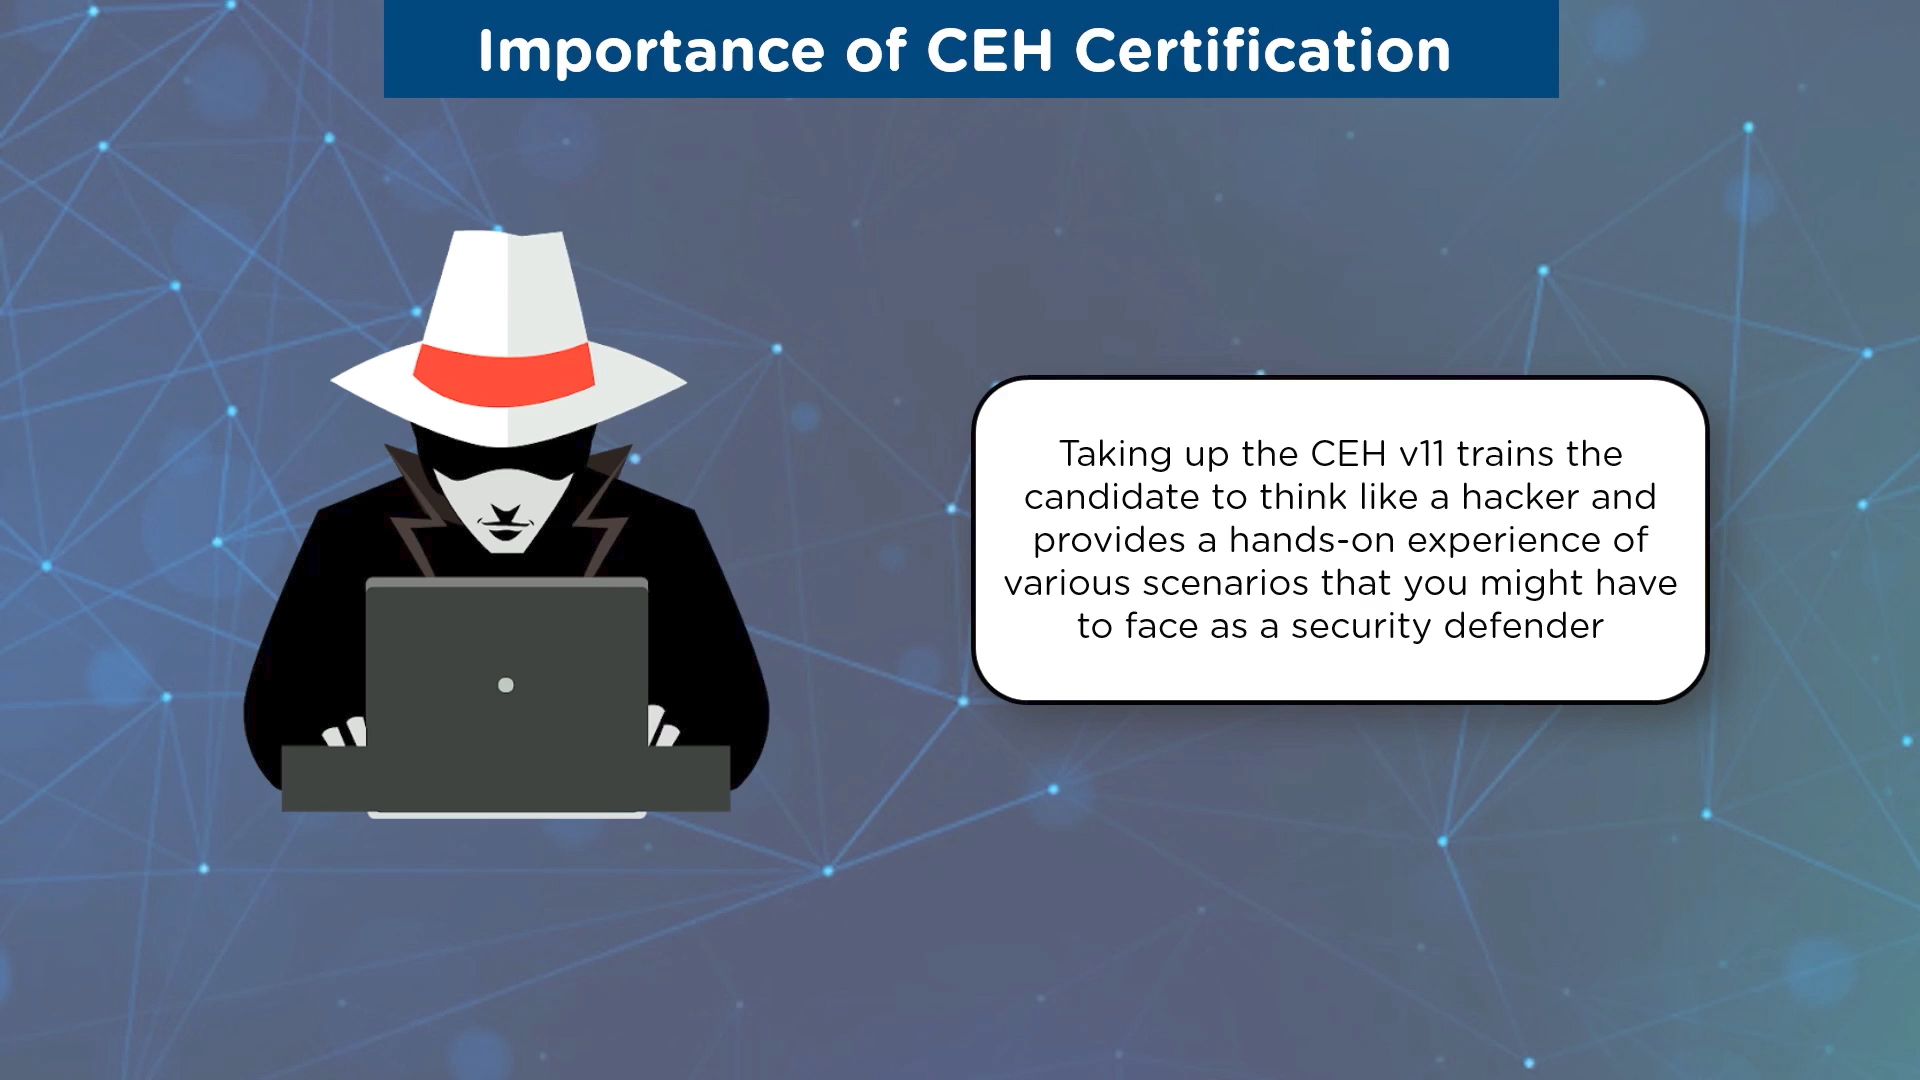 Importance of CEH Certification
Taking up the CEH v11 trains the
candidate to think like a hacker and
provides a hands-on experience of
various scenarios that you might have
to face as a security defender